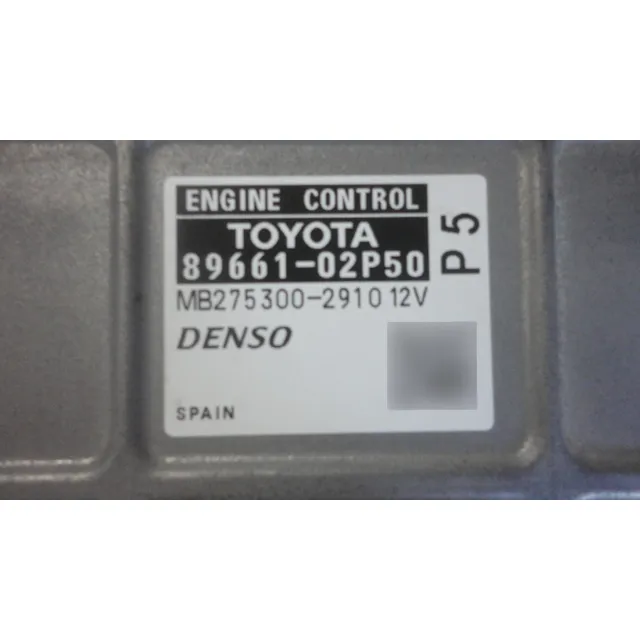 ENGINE CONTROL
TOYOTA
89661-02P50
P5
MB275300-2910 12V
DENSO
SPAIN